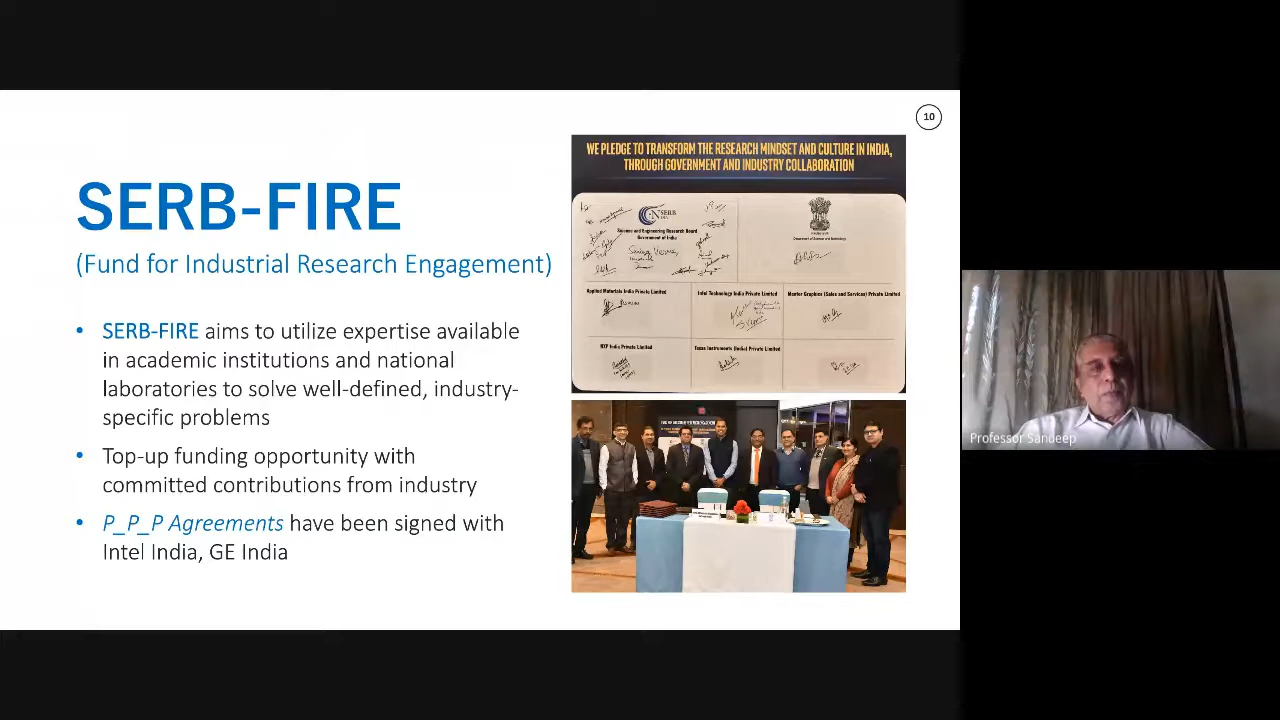 10
SERB-FIRE
(Fund for Industrial Research Engagement)
• SERB-FIRE aims to utilize expertise available
in academic institutions and national
laboratories to solve well-defined, industry-
specific problems
• Top-up funding opportunity with
committed contributions from industry
• P_P_P Agreements have been signed with
Intel India, GE India
WE PLEDGE TO TRANSFORM THE RESEARCH MINDSET AND CULTURE IN INDIA,
THROUGH GOVERNMENT AND INDUSTRY COLLABORATION
SERB
INDIA
Science and Engineering Research Board
Government of India
Department of Science and Technology
Applied Materials India Private Limited
Intel Technology India Private Limited
Mentor Graphics (Sales and Services) Private Limited
NXP India Private Limited
Texas Instruments (India) Private Limited
Professor Sandeep